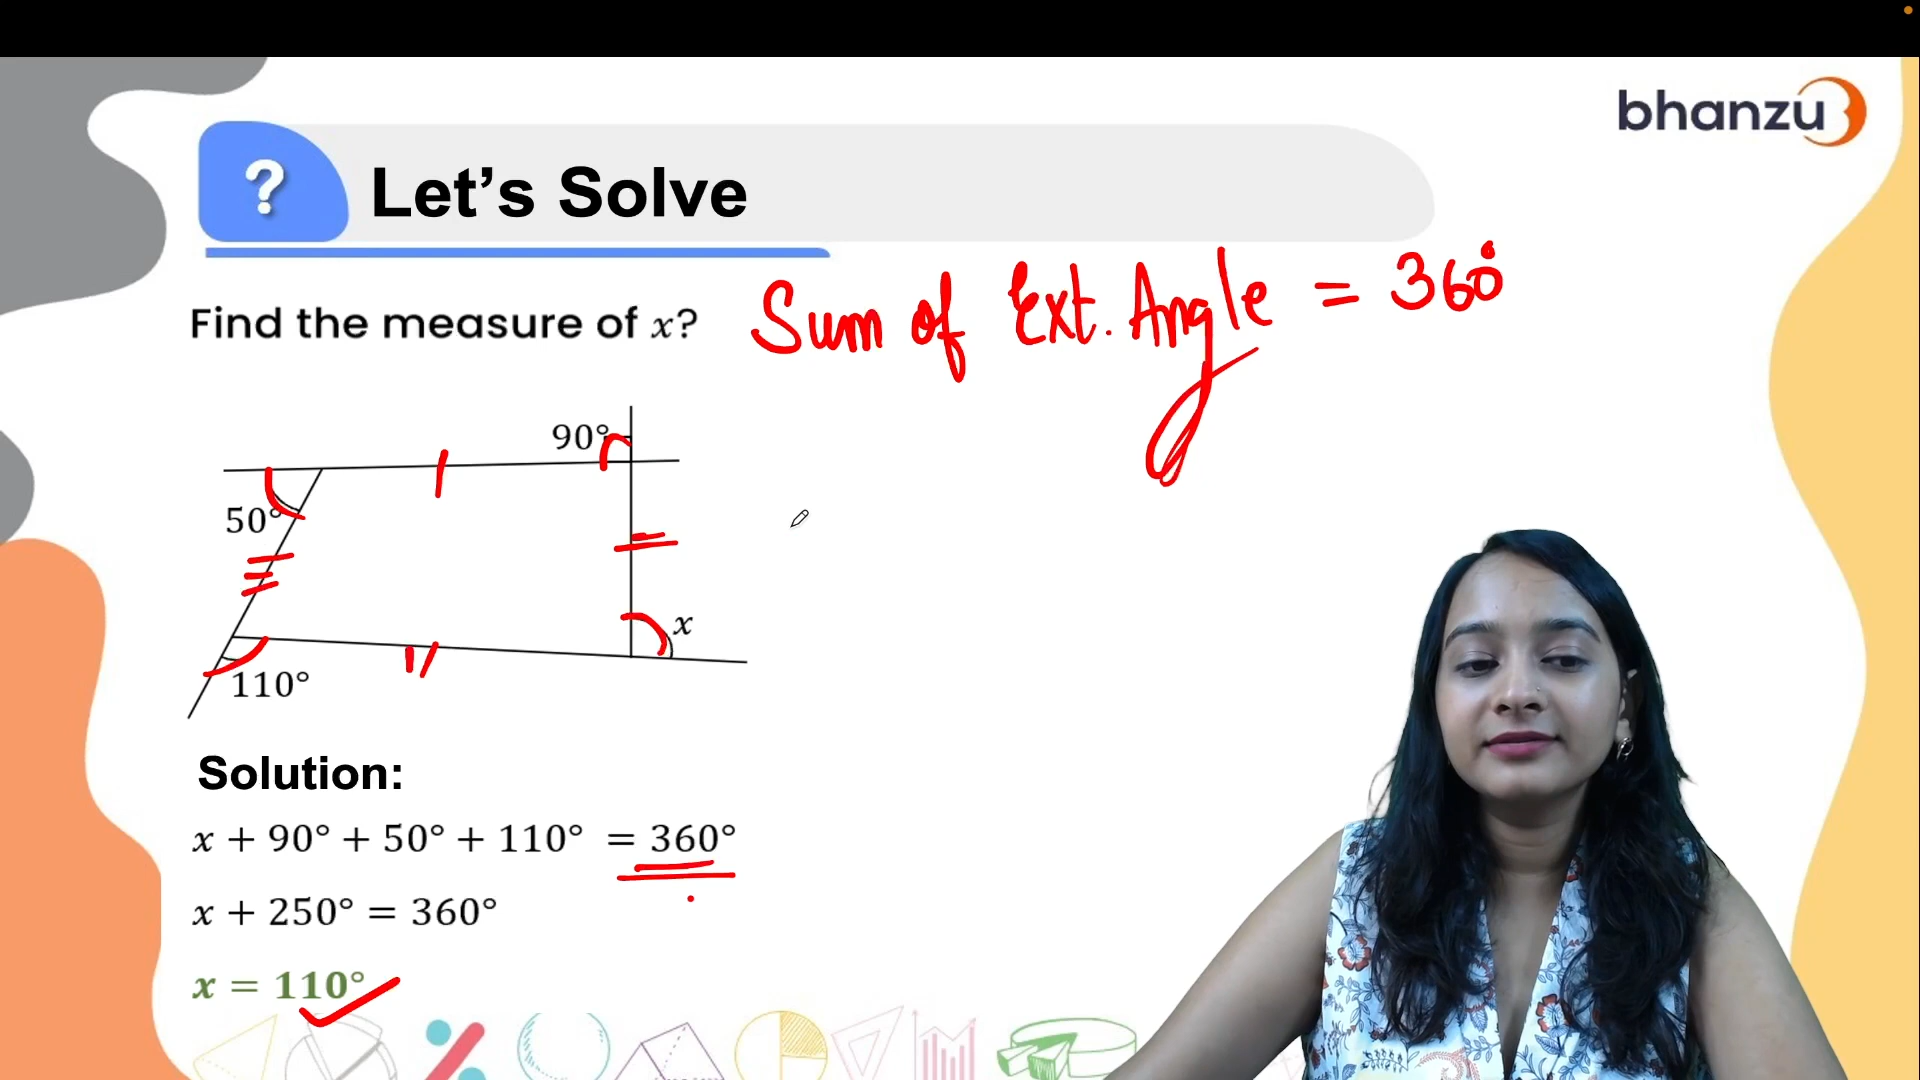 bhanzu
?
Let's Solve
Sum of Ext. Angle = 360°
Find the measure of x?
90°
50°
x
110°
Solution:
x + 90° + 50° + 110° = 360°
x + 250° = 360°
x = 110°